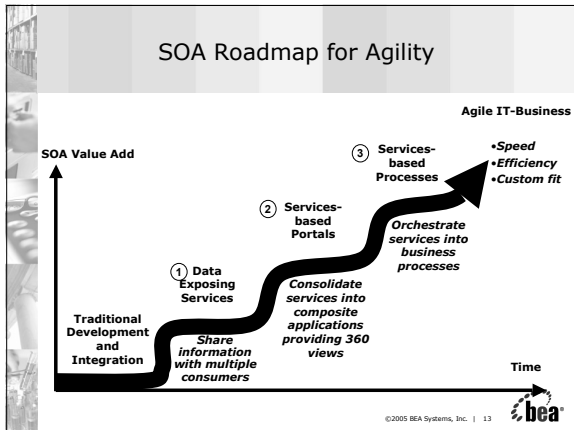 SOA Roadmap for Agility
Agile IT-Business
•Speed
•Efficiency
•Custom fit
SOA Value Add
3 Services-
based
Processes
2 Services-
based
Portals
Orchestrate
services into
business
processes
1 Data
Exposing
Services
Consolidate
services into
composite
applications
providing 360
views
Traditional
Development
and
Integration
Share
information
with multiple
consumers
Time
©2005 BEA Systems, Inc. | 13
bea